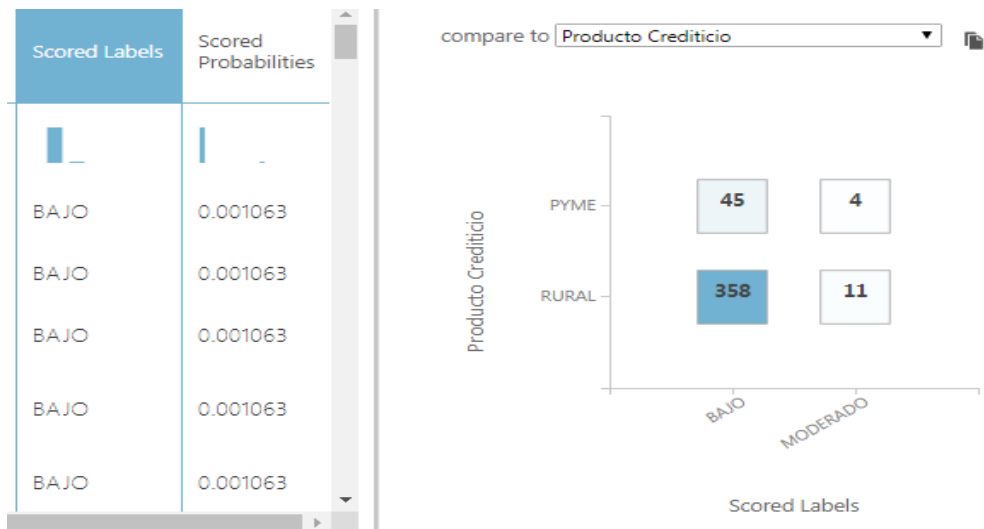 Scored Labels
Scored
Probabilities
BAJO 0.001063
BAJO 0.001063
BAJO 0.001063
BAJO 0.001063
BAJO 0.001063
compare to Producto Crediticio
Producto Crediticio
PYME 45 4
RURAL 358 11
BAJO MODERADO
Scored Labels